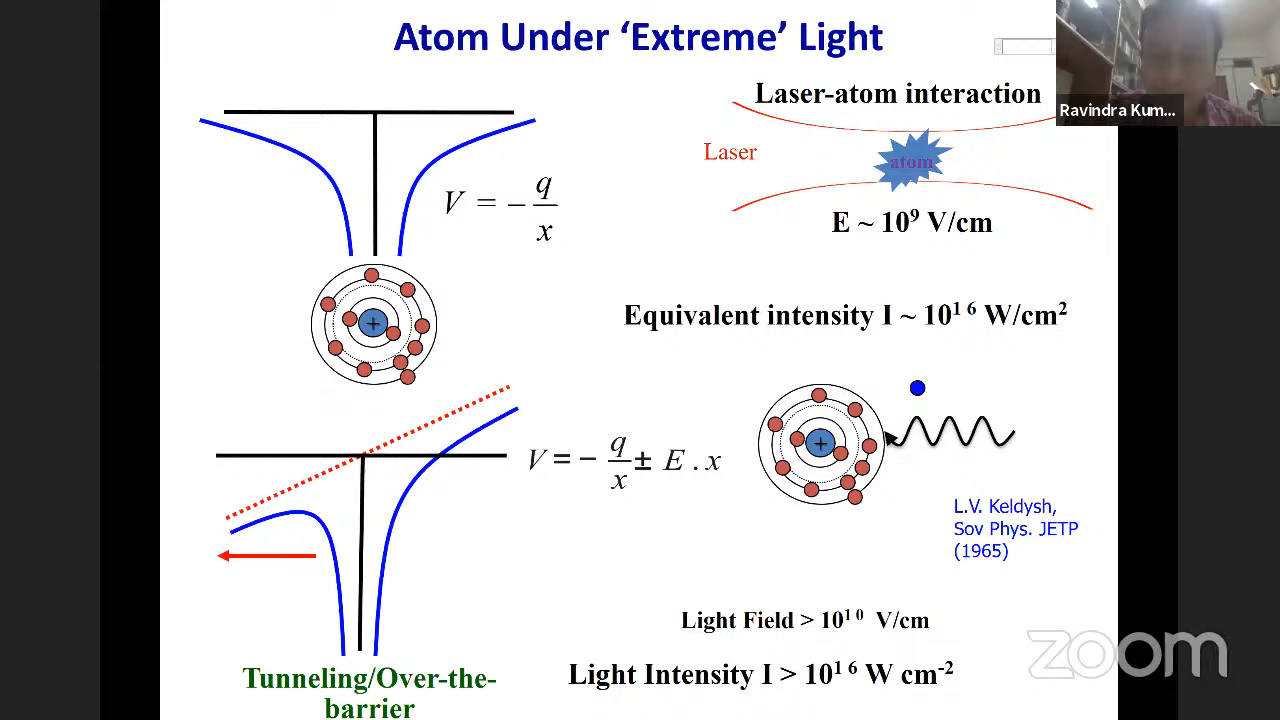 Atom Under ‘Extreme’ Light
Laser-atom interaction
Ravindra Kum...
Laser
atom
V = − q/x
E ~ 10⁹ V/cm
Equivalent intensity I ~ 10¹⁶ W/cm²
+
+
V = − q/x ± E . x
L.V. Keldysh,
Sov Phys. JETP
(1965)
Light Field > 10¹⁰ V/cm
Light Intensity I > 10¹⁶ W cm⁻²
Tunneling/Over-the-
barrier
zoom